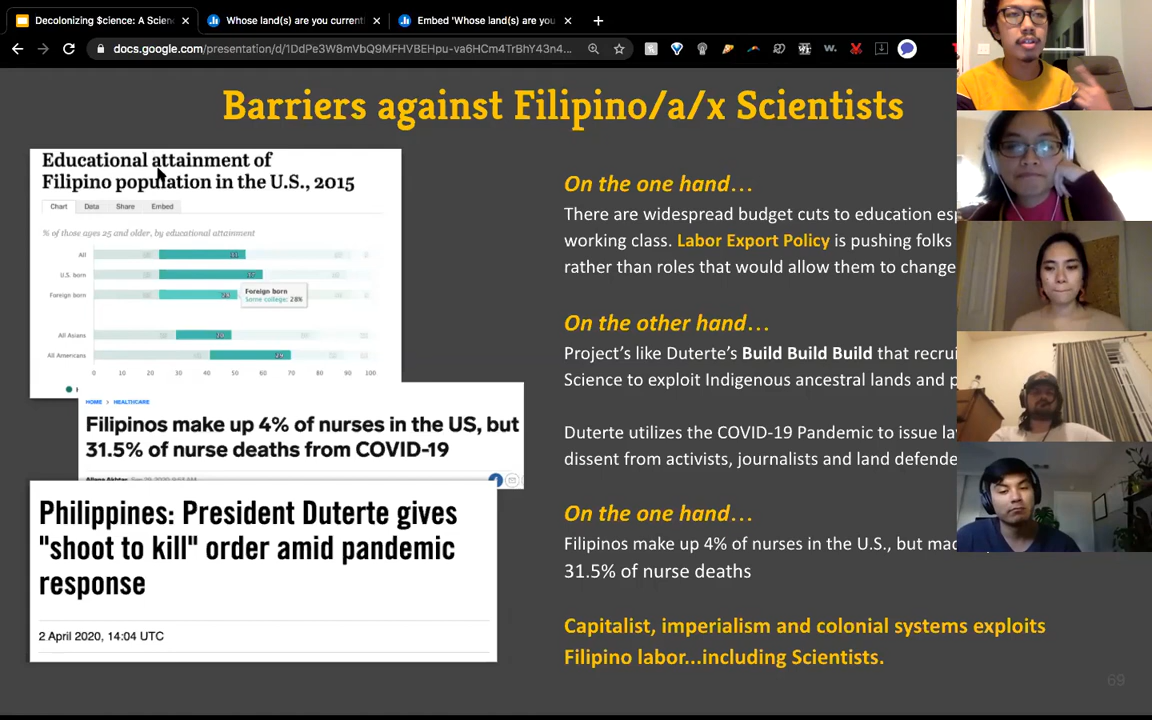 Decolonizing $cience: A Scien
Whose land(s) are you current
Embed 'Whose land(s) are you
docs.google.com/presentation/d/1DdPe3W8mVbQ9MFHVBEHpu-va6HCm4TrBhY43n4...
Barriers against Filipino/a/x Scientists
Educational attainment of
Filipino population in the U.S., 2015
Chart Data Share Embed
% of those ages 25 and older, by educational attainment
All
U.S. born
Foreign born
Foreign born
Some college: 28%
All Asians
All Americans
0 10 20 30 40 50 60 70 80 90 100
HOME > HEALTHCARE
Filipinos make up 4% of nurses in the US, but
31.5% of nurse deaths from COVID-19
Philippines: President Duterte gives
"shoot to kill" order amid pandemic
response
2 April 2020, 14:04 UTC
On the one hand...
There are widespread budget cuts to education
working class. Labor Export Policy is pushing folks
rather than roles that would allow them to change
On the other hand...
Project's like Duterte's Build Build Build that
Science to exploit Indigenous ancestral lands and
Duterte utilizes the COVID-19 Pandemic to issue
dissent from activists, journalists and land
On the one hand...
Filipinos make up 4% of nurses in the U.S., but
31.5% of nurse deaths
Capitalist, imperialism and colonial systems exploits
Filipino labor...including Scientists.
69